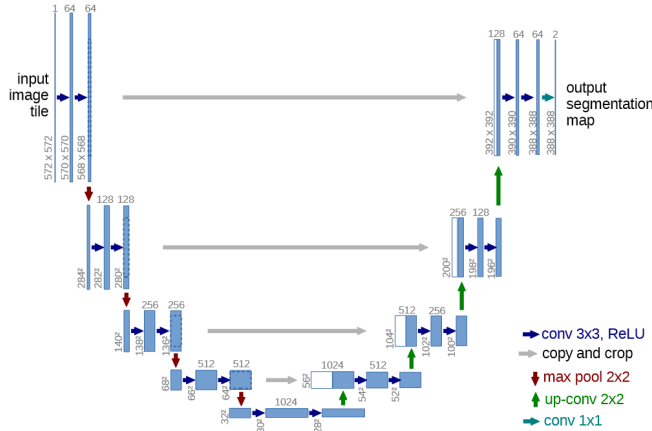 1 64 64
input
image
tile
572 x 572
570 x 570
568 x 568
128 64 64 2
output
segmentation
map
392 x 392
390 x 390
388 x 388
388 x 388
128 128
284²
282²
280²
256 128
200²
198²
196²
256 256
140²
138²
136²
512 256
104²
102²
100²
512 512
68²
66²
64²
1024 512
56²
54²
52²
1024
32²
30²
28²
conv 3x3, ReLU
copy and crop
max pool 2x2
up-conv 2x2
conv 1x1